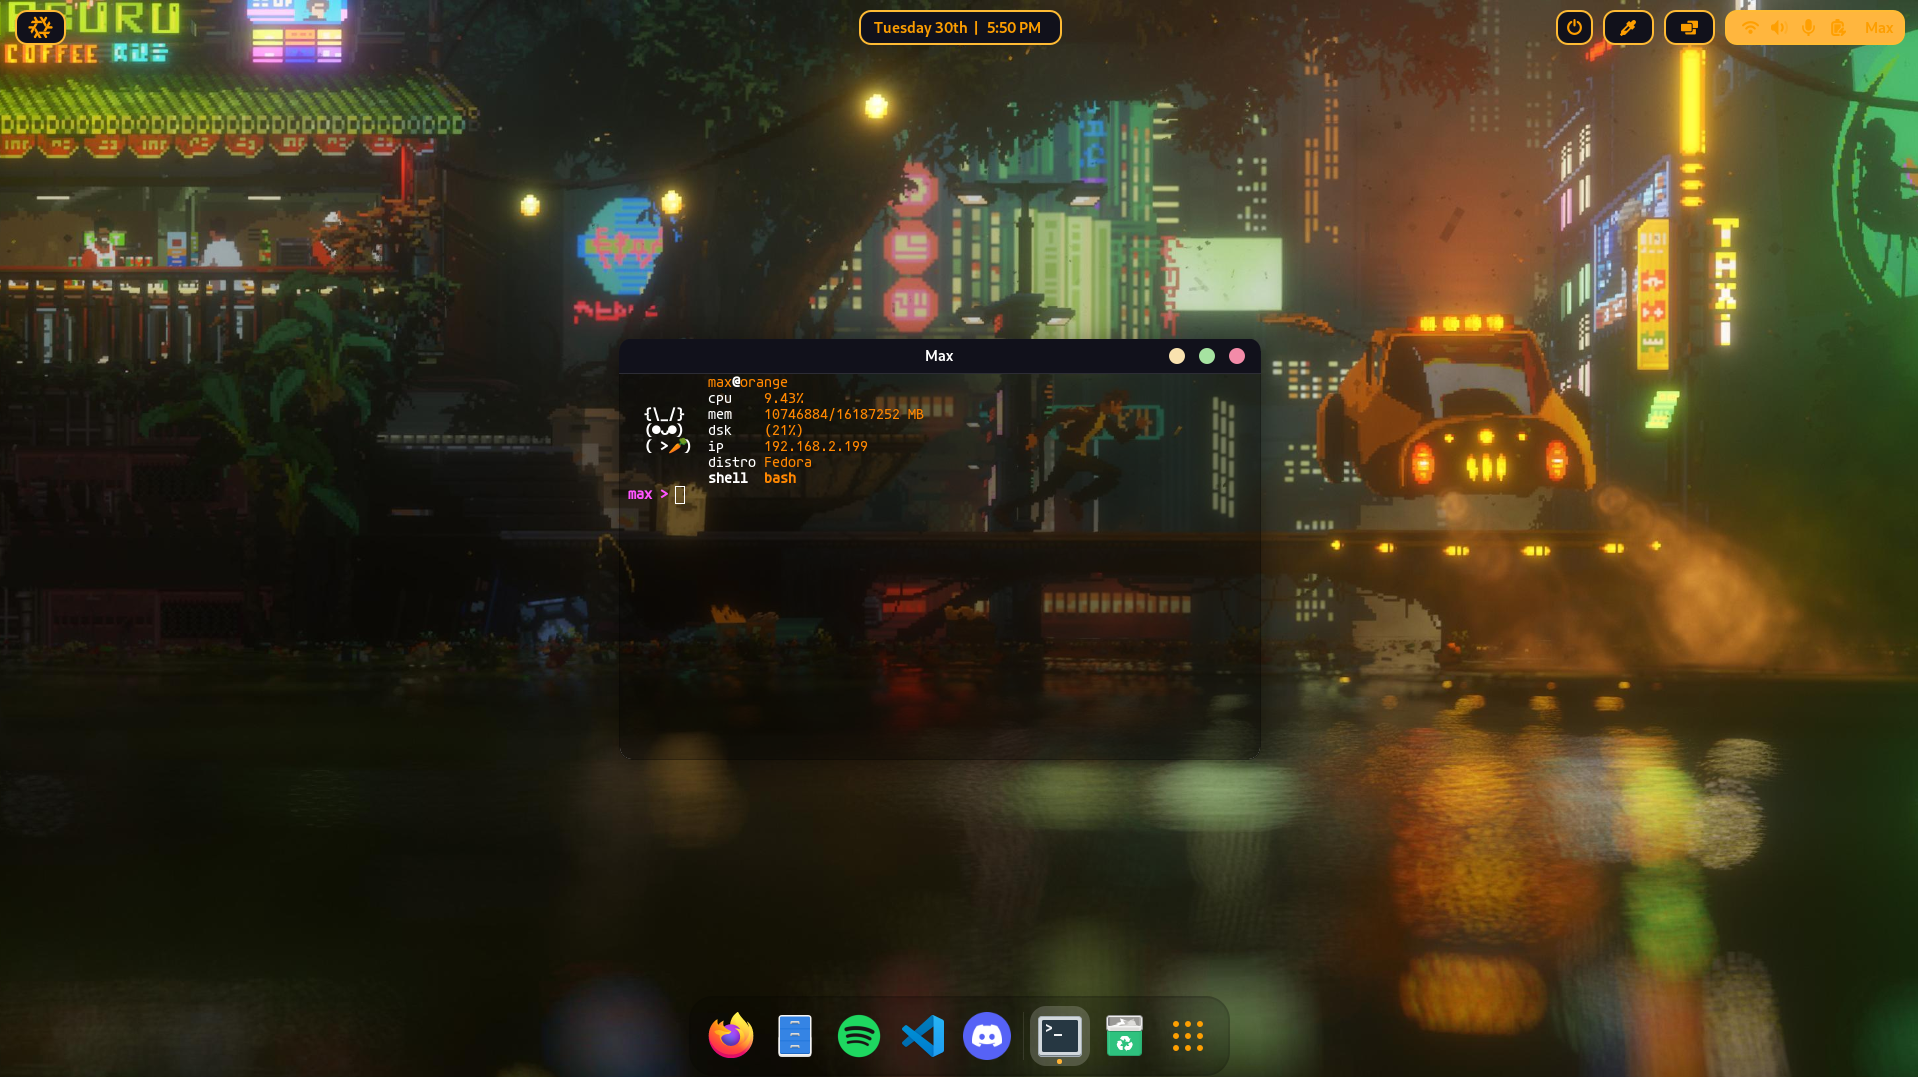 Tuesday 30th | 5:50 PM
Max
COFFEE
TAXi
Max
max@orange
cpu 9.43%
{\_/} mem 10746884/16187252 MB
(●ᴗ●) dsk (21%)
( >🥕) ip 192.168.2.199
distro Fedora
shell bash
max >
>_